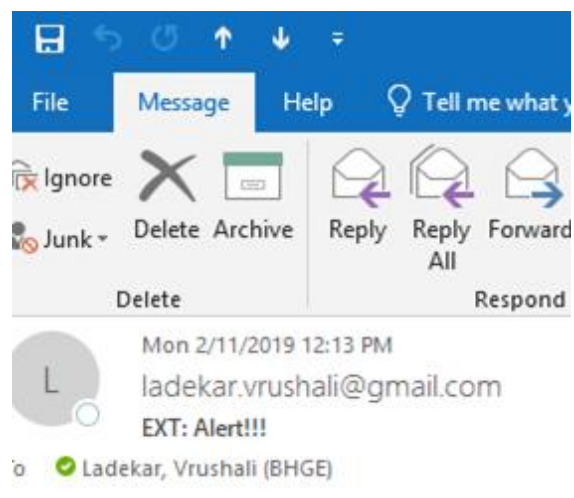 File Message Help Tell me what y
Ignore
Junk
Delete Archive Reply Reply All Forward
Delete Respond
Mon 2/11/2019 12:13 PM
L
ladekar.vrushali@gmail.com
EXT: Alert!!!
o Ladekar, Vrushali (BHGE)